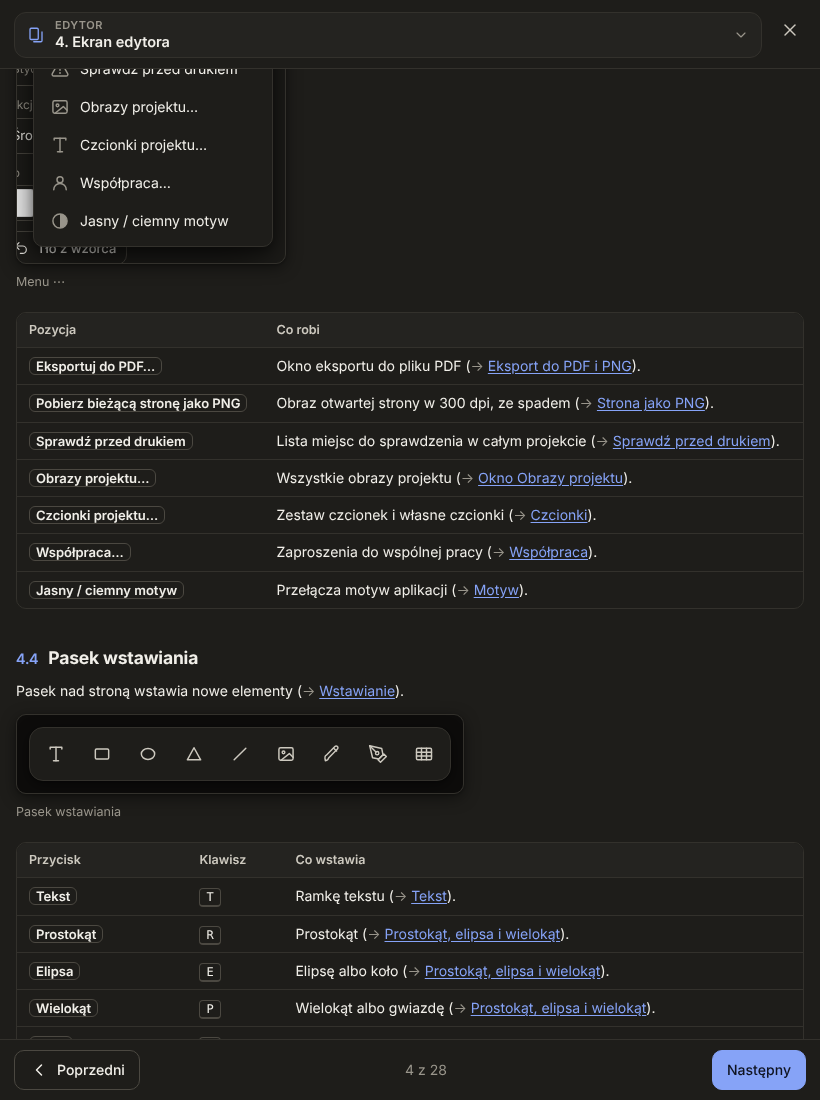 EDYTOR
4. Ekran edytora
Sprawdź przed drukiem
Obrazy projektu...
Czcionki projektu...
Współpraca...
Jasny / ciemny motyw
Tło z wzorca
Menu ···
Pozycja Co robi
Eksportuj do PDF... Okno eksportu do pliku PDF (→ Eksport do PDF i PNG).
Pobierz bieżącą stronę jako PNG Obraz otwartej strony w 300 dpi, ze spadem (→ Strona jako PNG).
Sprawdź przed drukiem Lista miejsc do sprawdzenia w całym projekcie (→ Sprawdź przed drukiem).
Obrazy projektu... Wszystkie obrazy projektu (→ Okno Obrazy projektu).
Czcionki projektu... Zestaw czcionek i własne czcionki (→ Czcionki).
Współpraca... Zaproszenia do wspólnej pracy (→ Współpraca).
Jasny / ciemny motyw Przełącza motyw aplikacji (→ Motyw).
4.4 Pasek wstawiania
Pasek nad stroną wstawia nowe elementy (→ Wstawianie).
Pasek wstawiania
Przycisk Klawisz Co wstawia
Tekst T Ramkę tekstu (→ Tekst).
Prostokąt R Prostokąt (→ Prostokąt, elipsa i wielokąt).
Elipsa E Elipsę albo koło (→ Prostokąt, elipsa i wielokąt).
Wielokąt P Wielokąt albo gwiazdę (→ Prostokąt, elipsa i wielokąt).
Poprzedni 4 z 28 Następny